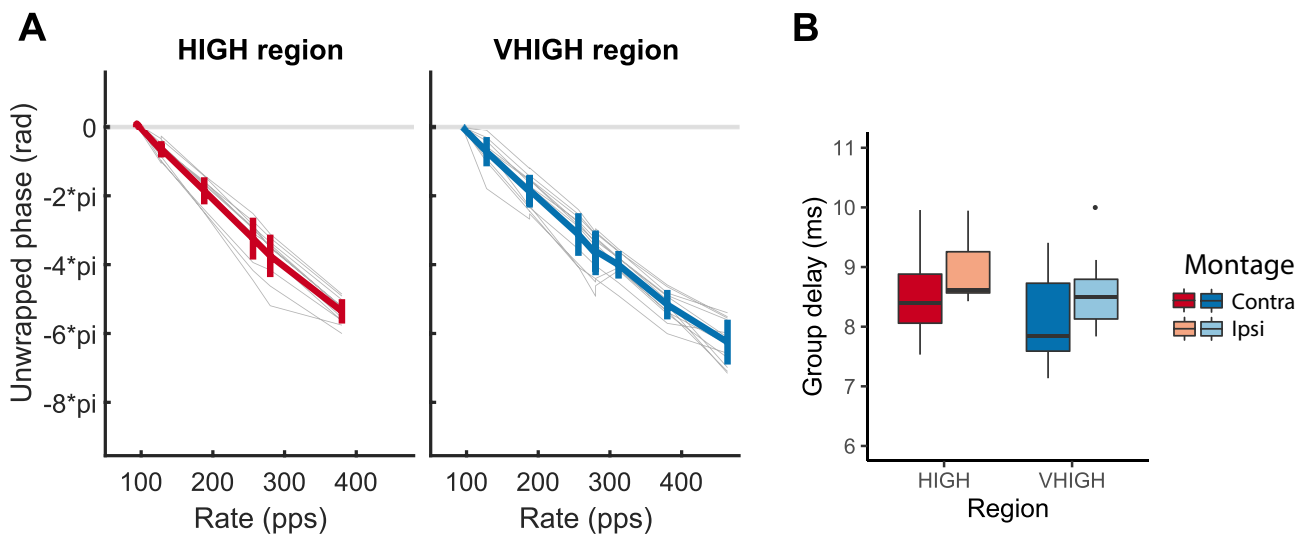 A
HIGH region
VHIGH region
Unwrapped phase (rad)
0
-2*pi
-4*pi
-6*pi
-8*pi
100 200 300 400
100 200 300 400
Rate (pps)
Rate (pps)
B
Group delay (ms)
11
10
9
8
7
6
HIGH VHIGH
Region
Montage
Contra
Ipsi